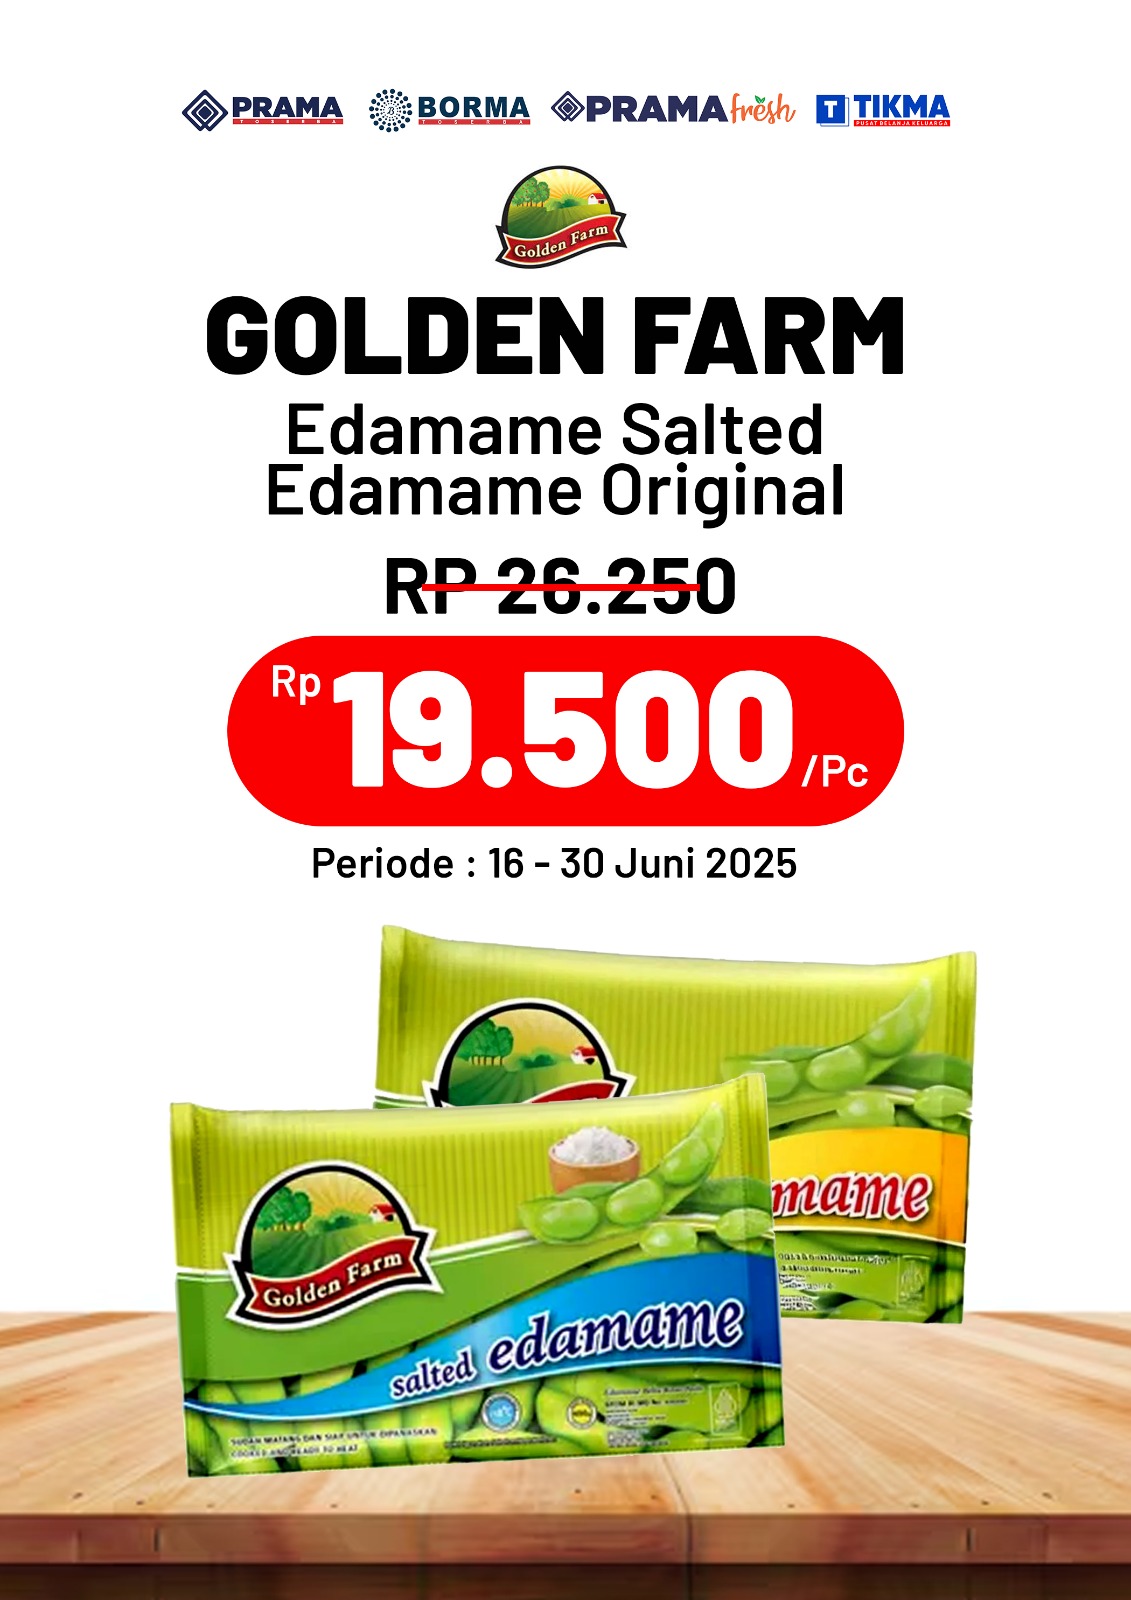 PRAMA
TOSERBA
BORMA
TOSERBA
PRAMA fresh
T TIKMA
PUSAT BELANJA KELUARGA
Golden Farm
GOLDEN FARM
Edamame Salted
Edamame Original
RP 26.250
Rp 19.500 /Pc
Periode : 16 - 30 Juni 2025
mame
Golden Farm
salted edamame
SUDAH MATANG DAN SIAP UNTUK DIPANASKAN
COOKED AND READY TO HEAT